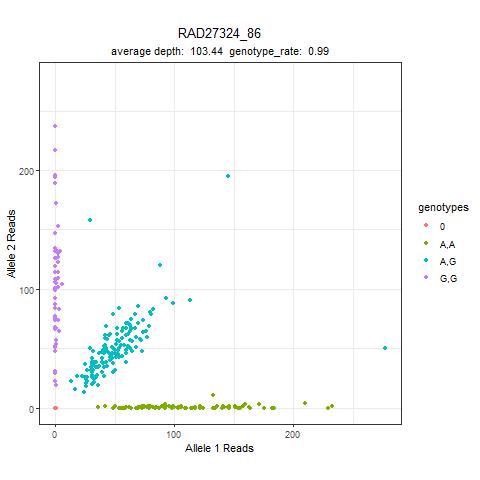 RAD27324_86
average depth: 103.44 genotype_rate: 0.99
Allele 2 Reads
200
100
0
0 100 200
Allele 1 Reads
genotypes
0
A,A
A,G
G,G